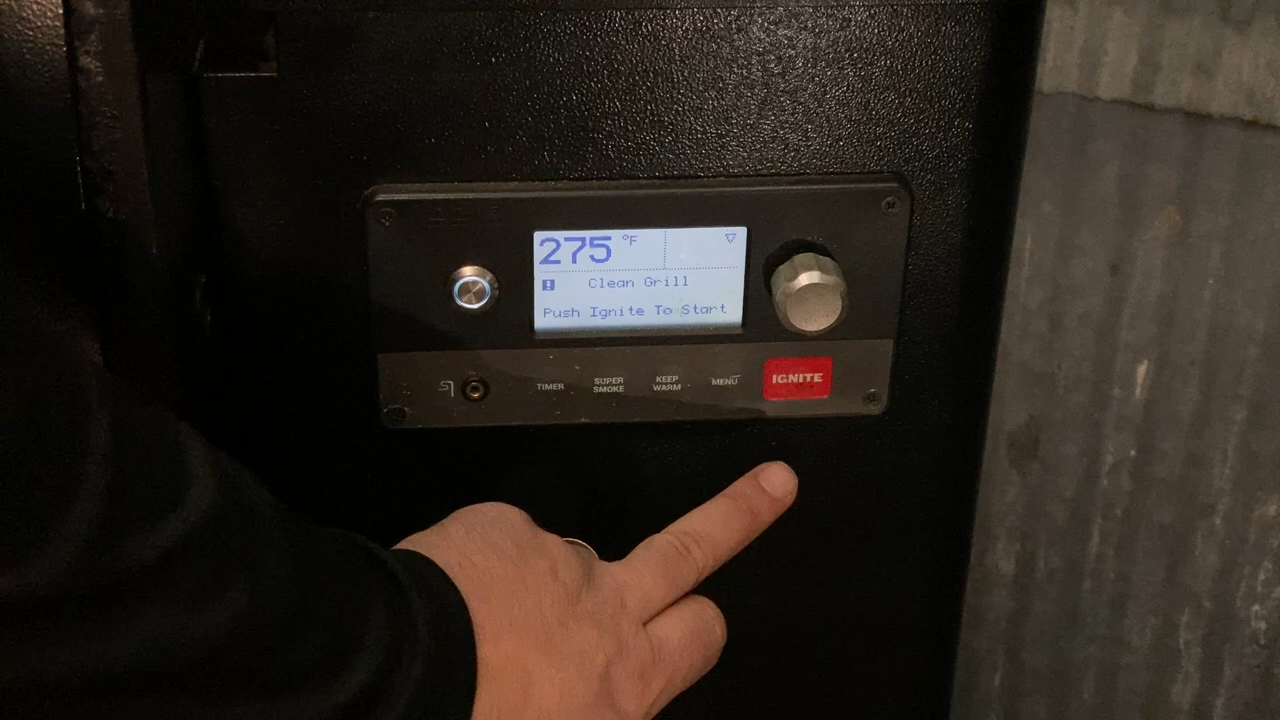 275 °F
Clean Grill
Push Ignite To Start
TIMER
SUPER
SMOKE
KEEP
WARM
MENU
IGNITE